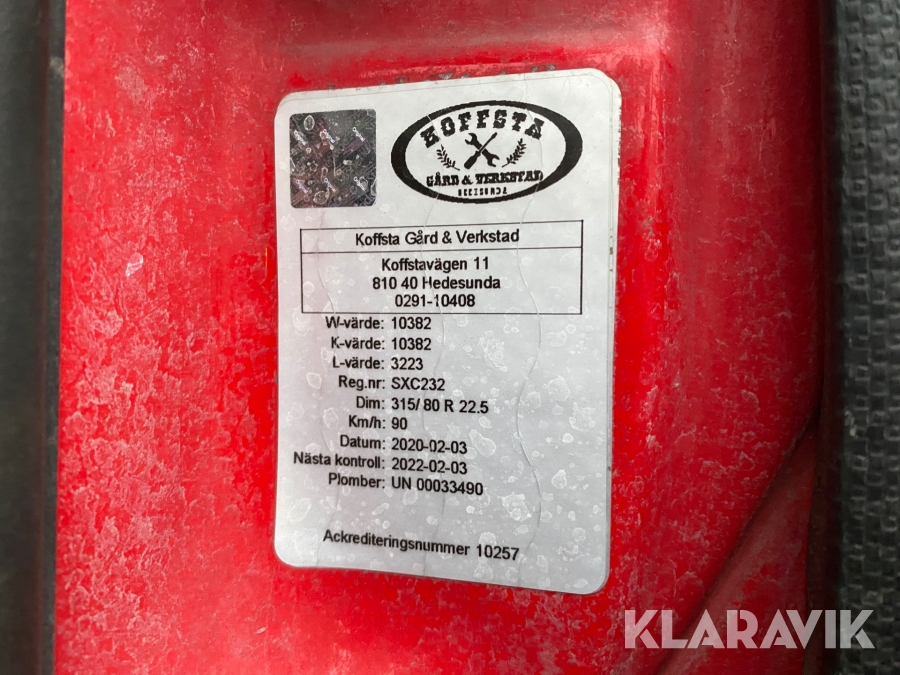 KOFFSTA
GÅRD & VERKSTAD
HEDESUNDA
Koffsta Gård & Verkstad
Koffstavägen 11
810 40 Hedesunda
0291-10408
W-värde: 10382
K-värde: 10382
L-värde: 3223
Reg.nr: SXC232
Dim: 315/ 80 R 22.5
Km/h: 90
Datum: 2020-02-03
Nästa kontroll: 2022-02-03
Plomber: UN 00033490
Ackrediteringsnummer 10257
KLARAVIK